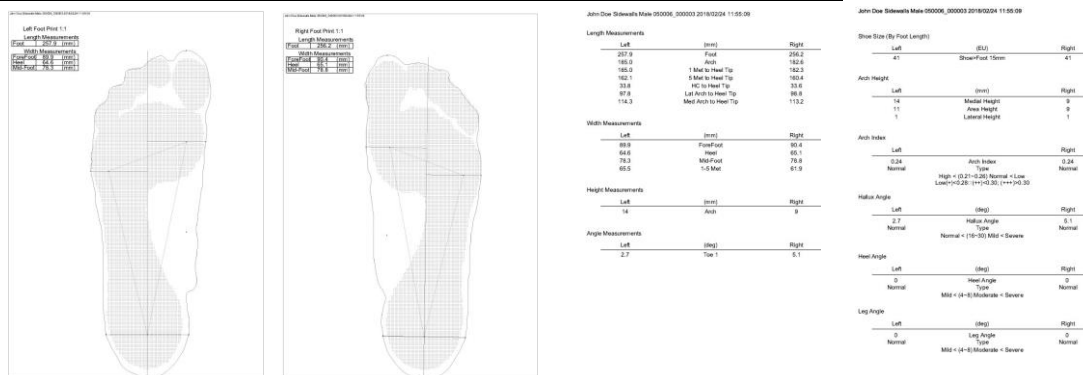 Left Foot Print 1:1
Length Measurements
Foot 257.9 (mm)
Width Measurements
ForeFoot 89.9 (mm)
Heel 64.6 (mm)
Mid-Foot 78.3 (mm)
Right Foot Print 1:1
Length Measurements
Foot 256.2 (mm)
Width Measurements
ForeFoot 90.4 (mm)
Heel 65.1 (mm)
Mid-Foot 76.8 (mm)
John Doe Sidewalls Male 050006_000003 2018/02/24 11:55:09
Length Measurements
Left (mm) Right
257.9 Foot 256.2
185.0 Arch 182.6
185.0 1 Met to Heel Tip 182.3
162.1 5 Met to Heel Tip 160.4
33.8 HC to Heel Tip 33.6
97.8 Lat Arch to Heel Tip 96.8
114.3 Med Arch to Heel Tip 113.2
Width Measurements
Left (mm) Right
89.9 ForeFoot 90.4
64.6 Heel 65.1
78.3 Mid-Foot 76.8
65.5 1-5 Met 61.9
Height Measurements
Left (mm) Right
14 Arch 9
Angle Measurements
Left (deg) Right
2.7 Toe 1 5.1
John Doe Sidewalls Male 050006_000003 2018/02/24 11:55:09
Shoe Size (By Foot Length)
Left (EU) Right
41 Shoe=Foot 15mm 41
Arch Height
Left (mm) Right
14 Medial Height 9
11 Area Height 9
1 Lateral Height 1
Arch Index
Left Right
0.24 Arch Index 0.24
Normal Type Normal
High < (0.21~0.26) Normal < Low
Low(+)<0.28: (++)<0.30; (+++)>0.30
Hallux Angle
Left (deg) Right
2.7 Hallux Angle 5.1
Normal Type Normal
Normal < (16~30) Mild < Severe
Heel Angle
Left (deg) Right
0 Heel Angle 0
Normal Type Normal
Mild < (4~8) Moderate < Severe
Leg Angle
Left (deg) Right
0 Leg Angle 0
Normal Type Normal
Mild < (4~8) Moderate < Severe